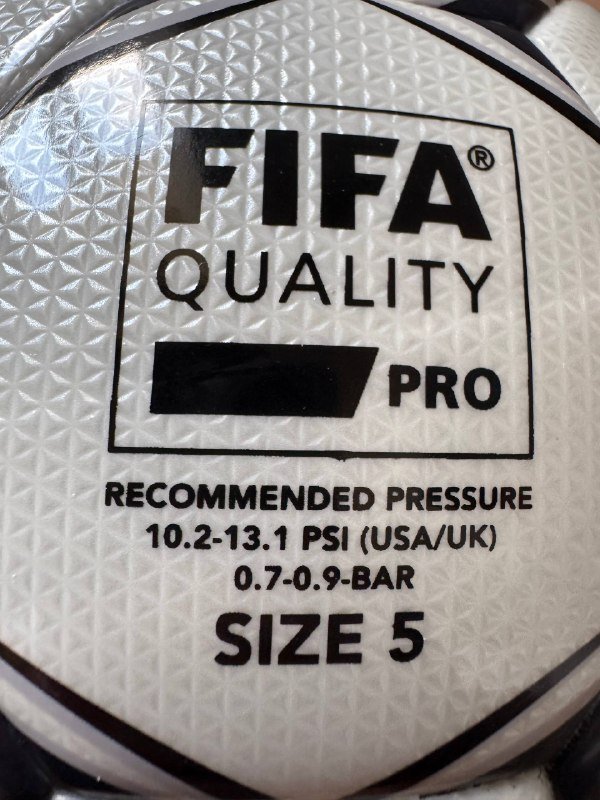 FIFA®
QUALITY
PRO
RECOMMENDED PRESSURE
10.2-13.1 PSI (USA/UK)
0.7-0.9-BAR
SIZE 5